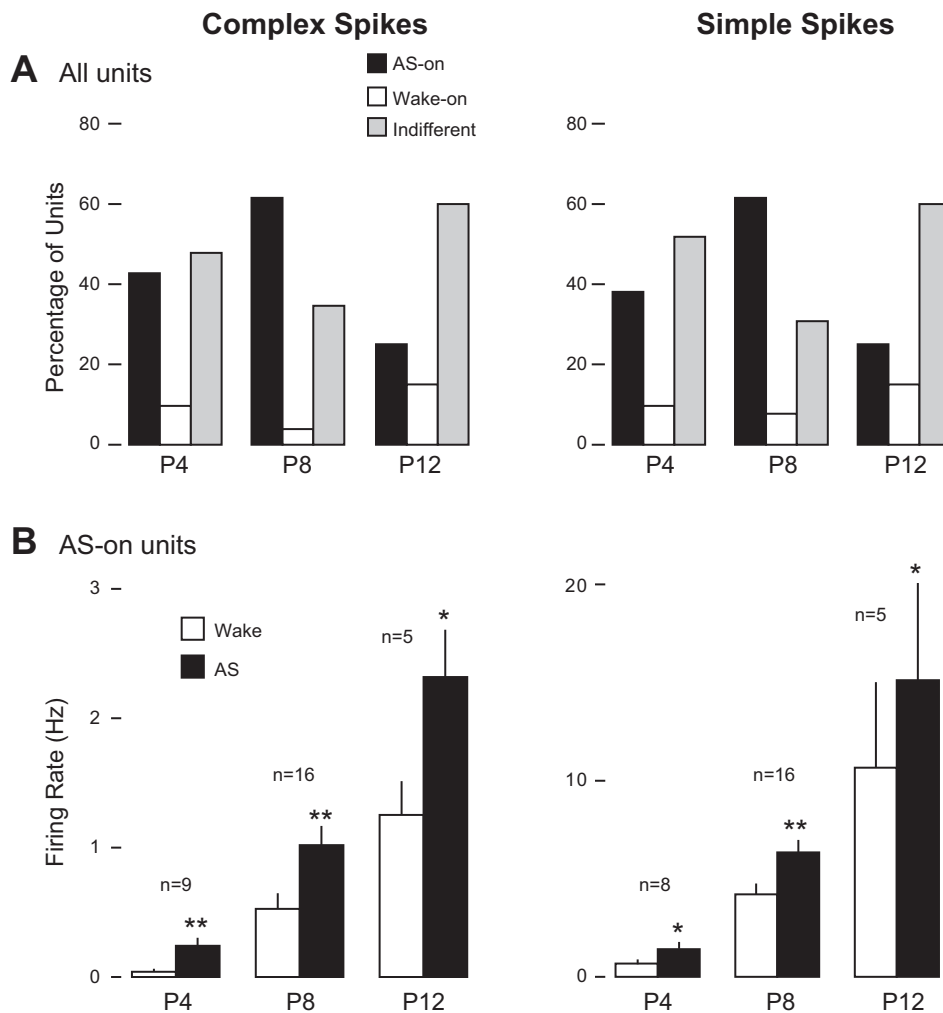 Complex Spikes
Simple Spikes
A All units
AS-on
Wake-on
Indifferent
Percentage of Units
80
60
40
20
0
P4 P8 P12
80
60
40
20
0
P4 P8 P12
B AS-on units
Wake
AS
Firing Rate (Hz)
3
2
1
0
n=9
**
n=16
**
n=5
*
P4 P8 P12
20
10
0
n=8
*
n=16
**
n=5
*
P4 P8 P12